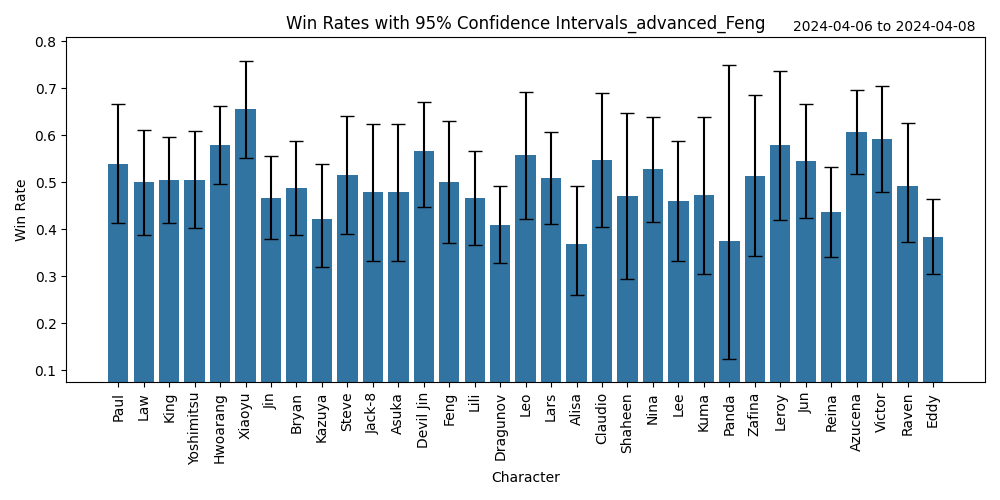 Win Rates with 95% Confidence Intervals_advanced_Feng
2024-04-06 to 2024-04-08
Win Rate
0.8
0.7
0.6
0.5
0.4
0.3
0.2
0.1
Paul
Law
King
Yoshimitsu
Hwoarang
Xiaoyu
Jin
Bryan
Kazuya
Steve
Jack-8
Asuka
Devil Jin
Feng
Lili
Dragunov
Leo
Lars
Alisa
Claudio
Shaheen
Nina
Lee
Kuma
Panda
Zafina
Leroy
Jun
Reina
Azucena
Victor
Raven
Eddy
Character